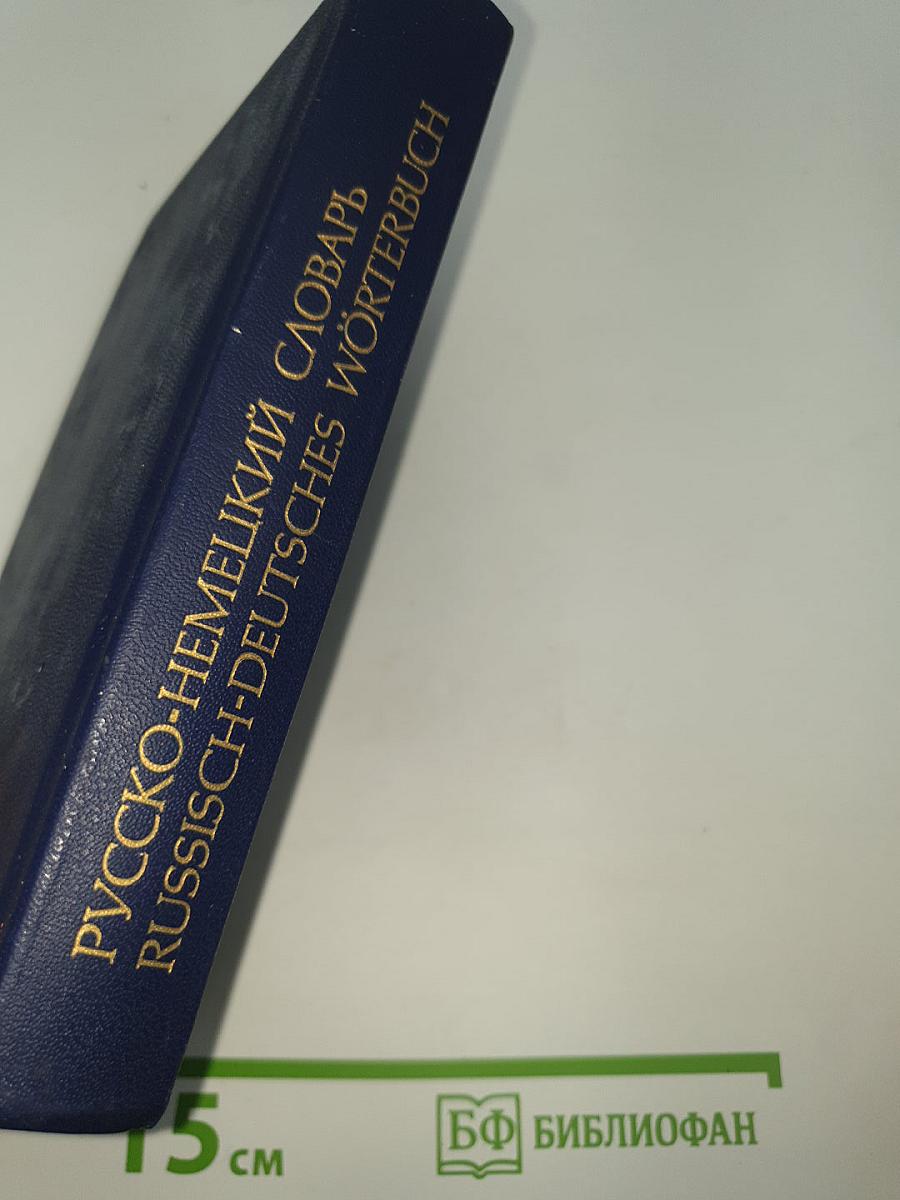 РУССКО-НЕМЕЦКИЙ СЛОВАРЬ
RUSSISCH-DEUTSCHES WÖRTERBUCH
15 см
БФ БИБЛИОФАН